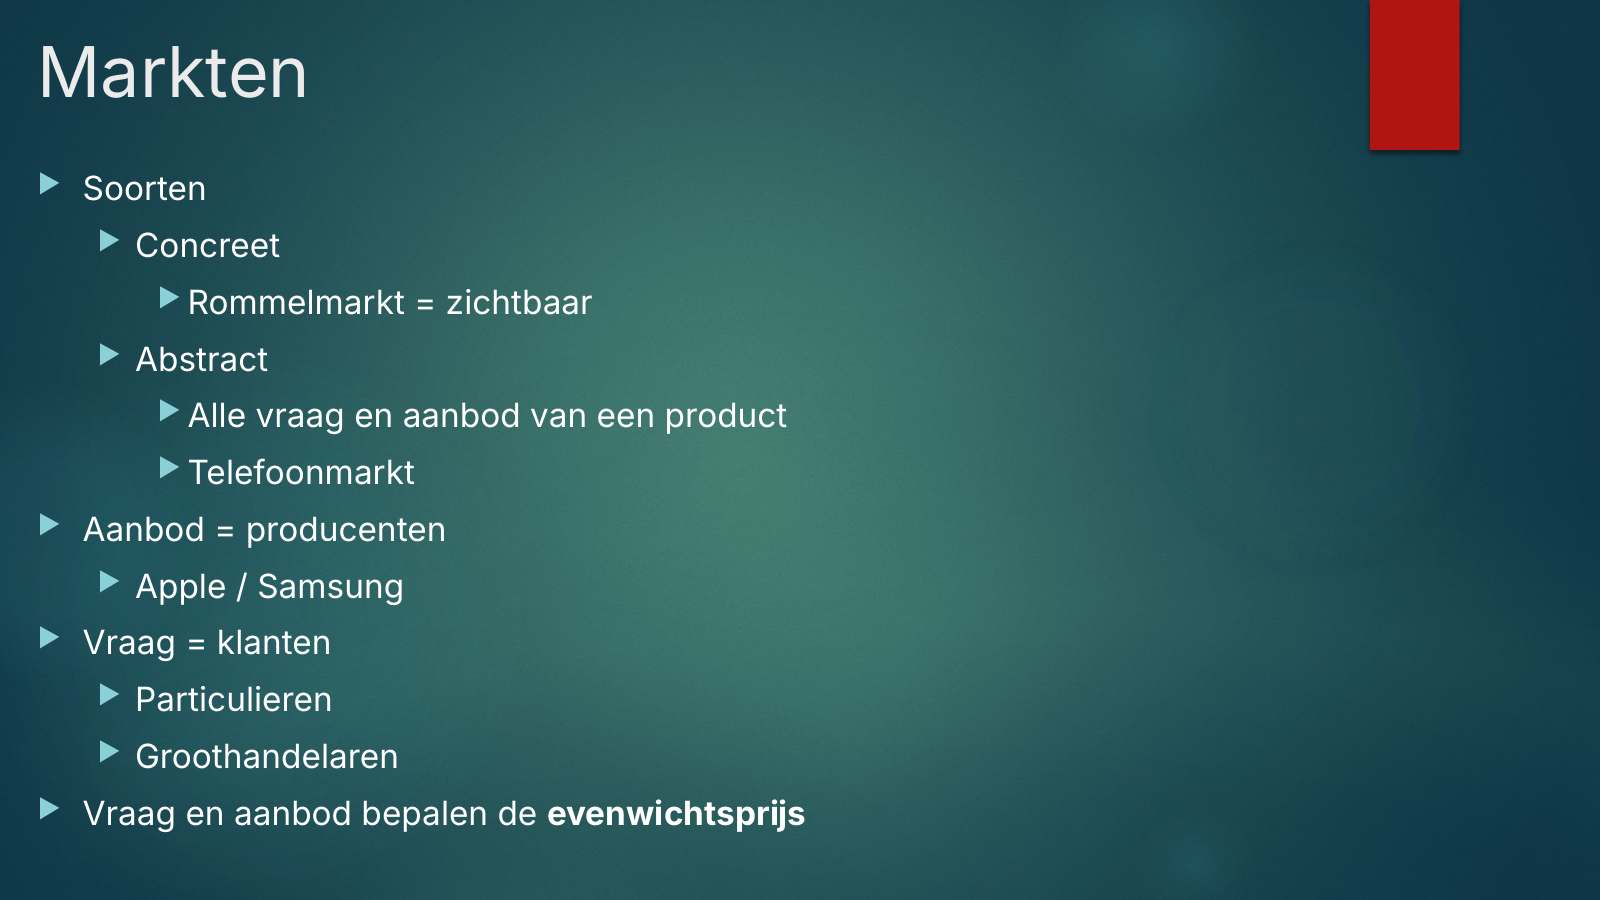 Markten
Soorten
Concreet
Rommelmarkt = zichtbaar
Abstract
Alle vraag en aanbod van een product
Telefoonmarkt
Aanbod = producenten
Apple / Samsung
Vraag = klanten
Particulieren
Groothandelaren
Vraag en aanbod bepalen de evenwichtsprijs